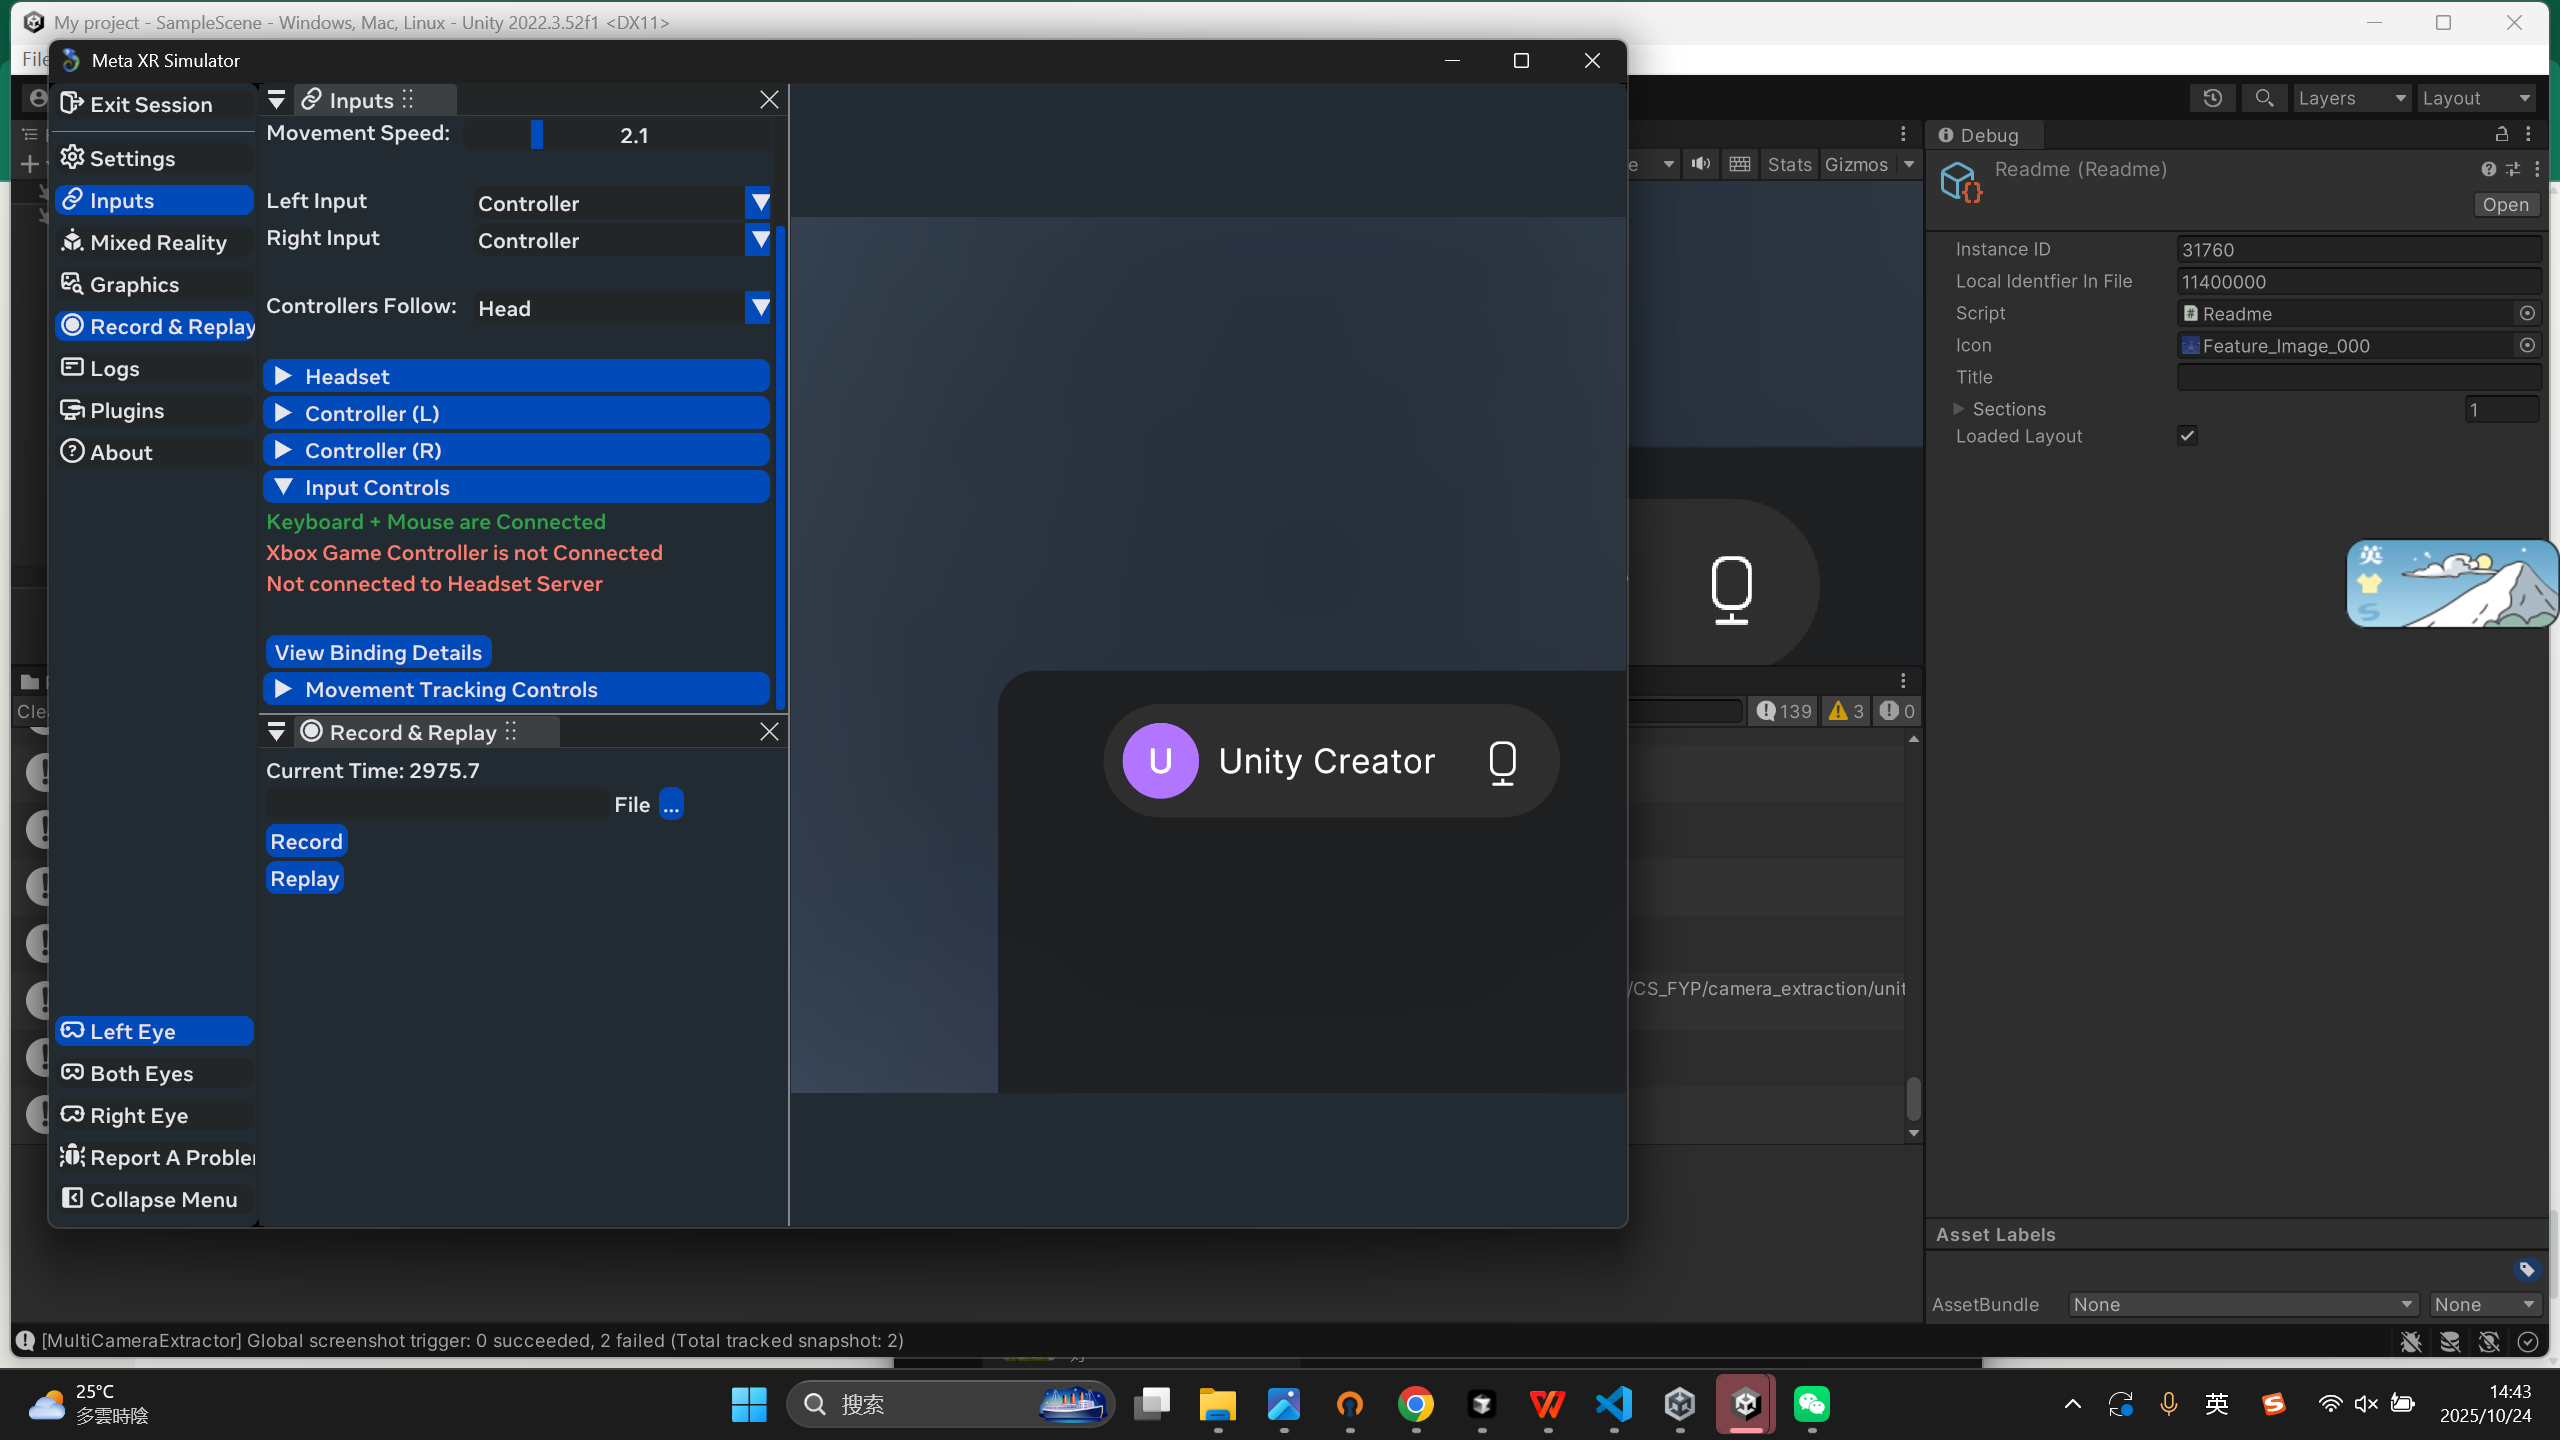 My project - SampleScene - Windows, Mac, Linux - Unity 2022.3.52f1 <DX11>
File
Meta XR Simulator
Exit Session
Settings
Inputs
Mixed Reality
Graphics
Record & Replay
Logs
Plugins
About
Left Eye
Both Eyes
Right Eye
Report A Probler
Collapse Menu
Inputs
Movement Speed: 2.1
Left Input Controller
Right Input Controller
Controllers Follow: Head
Headset
Controller (L)
Controller (R)
Input Controls
Keyboard + Mouse are Connected
Xbox Game Controller is not Connected
Not connected to Headset Server
View Binding Details
Movement Tracking Controls
Record & Replay
Current Time: 2975.7
File ...
Record
Replay
U Unity Creator
Layers Layout
e Stats Gizmos
Cle
139 3 0
/CS_FYP/camera_extraction/unit
Debug
Readme (Readme)
Open
Instance ID 31760
Local Identfier In File 11400000
Script Readme
Icon Feature_Image_000
Title
Sections 1
Loaded Layout
英
S
Asset Labels
AssetBundle None None
[MultiCameraExtractor] Global screenshot trigger: 0 succeeded, 2 failed (Total tracked snapshot: 2)
25°C
多雲時陰
搜索
英
14:43
2025/10/24